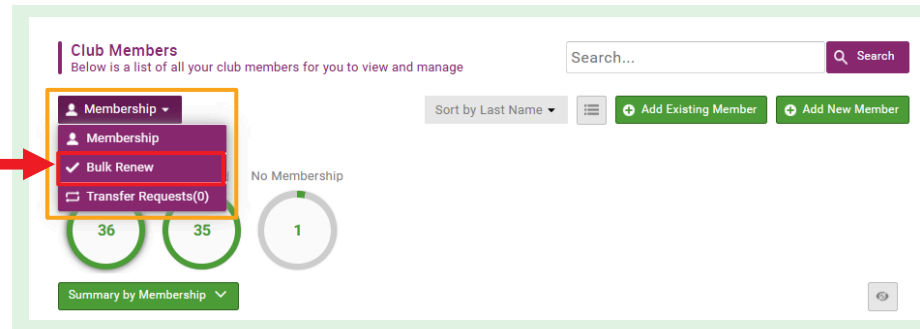 Club Members
Below is a list of all your club members for you to view and manage
Search...
Search
Membership
Sort by Last Name
Add Existing Member
Add New Member
Membership
Bulk Renew
Transfer Requests(0)
No Membership
36
35
1
Summary by Membership